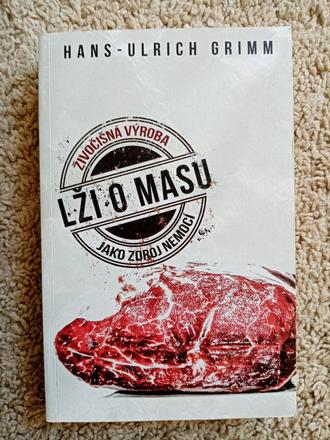 HANS-ULRICH GRIMM
ŽIVOČIŠNÁ VÝROBA
LŽI O MASU
JAKO ZDROJ NEMOCÍ